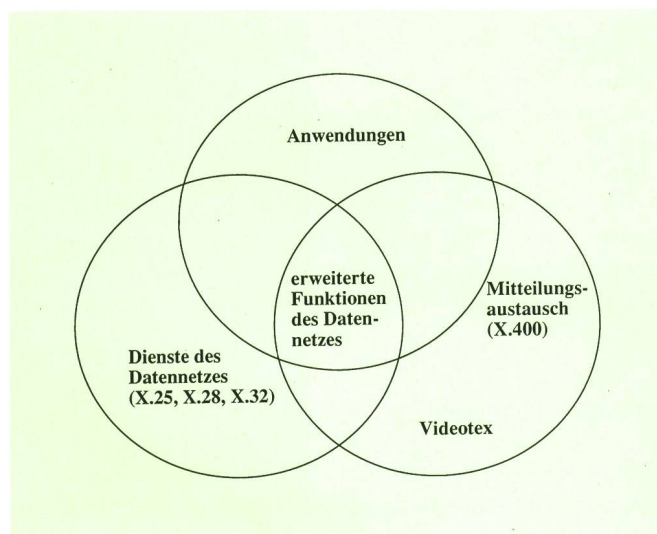 Anwendungen
erweiterte
Funktionen
des Daten-
netzes
Mitteilungs-
austausch
(X.400)
Dienste des
Datennetzes
(X.25, X.28, X.32)
Videotex